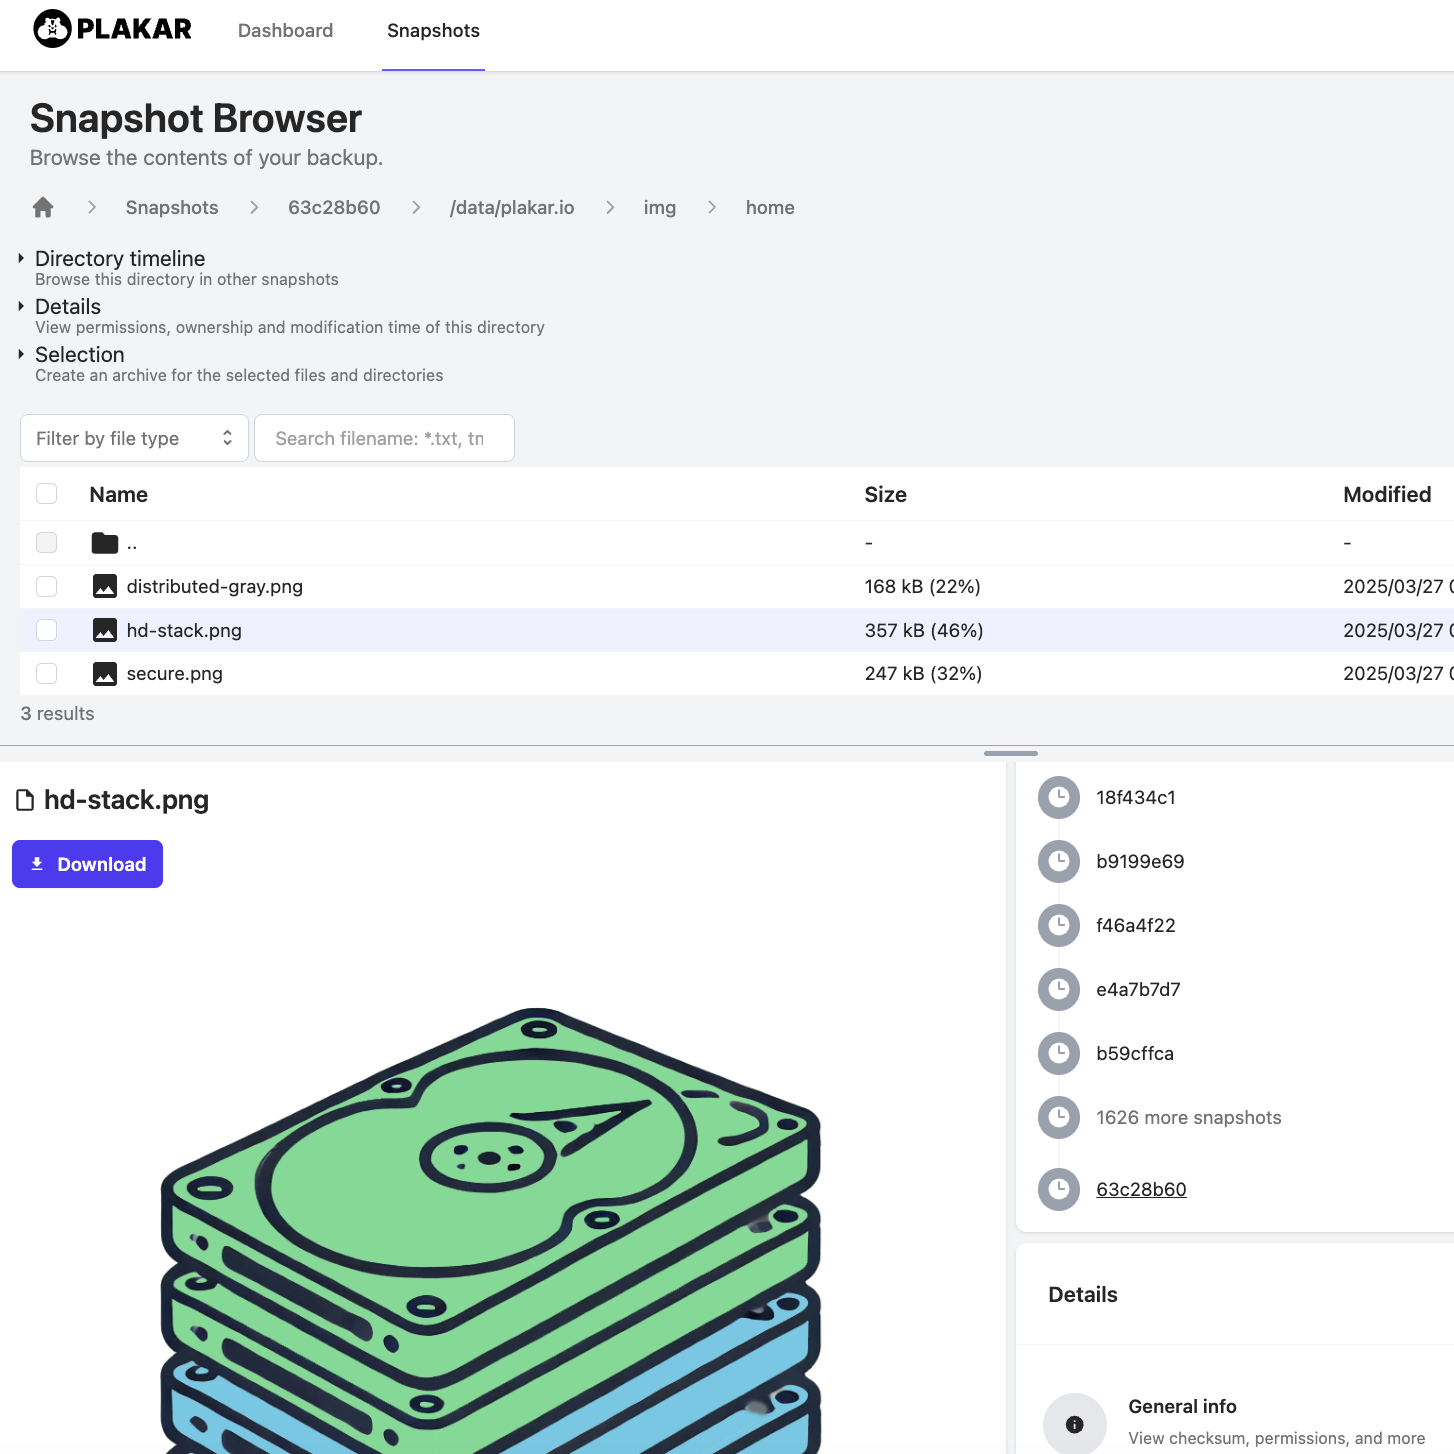 PLAKAR
Dashboard
Snapshots
Snapshot Browser
Browse the contents of your backup.
Snapshots
63c28b60
/data/plakar.io
img
home
Directory timeline
Browse this directory in other snapshots
Details
View permissions, ownership and modification time of this directory
Selection
Create an archive for the selected files and directories
Filter by file type
Search filename: *.txt,
Name Size Modified
.. - -
distributed-gray.png 168 kB (22%) 2025/03/27
hd-stack.png 357 kB (46%) 2025/03/27
secure.png 247 kB (32%) 2025/03/27
3 results
hd-stack.png
Download
18f434c1
b9199e69
f46a4f22
e4a7b7d7
b59cffca
1626 more snapshots
63c28b60
Details
General info
View checksum, permissions, and more